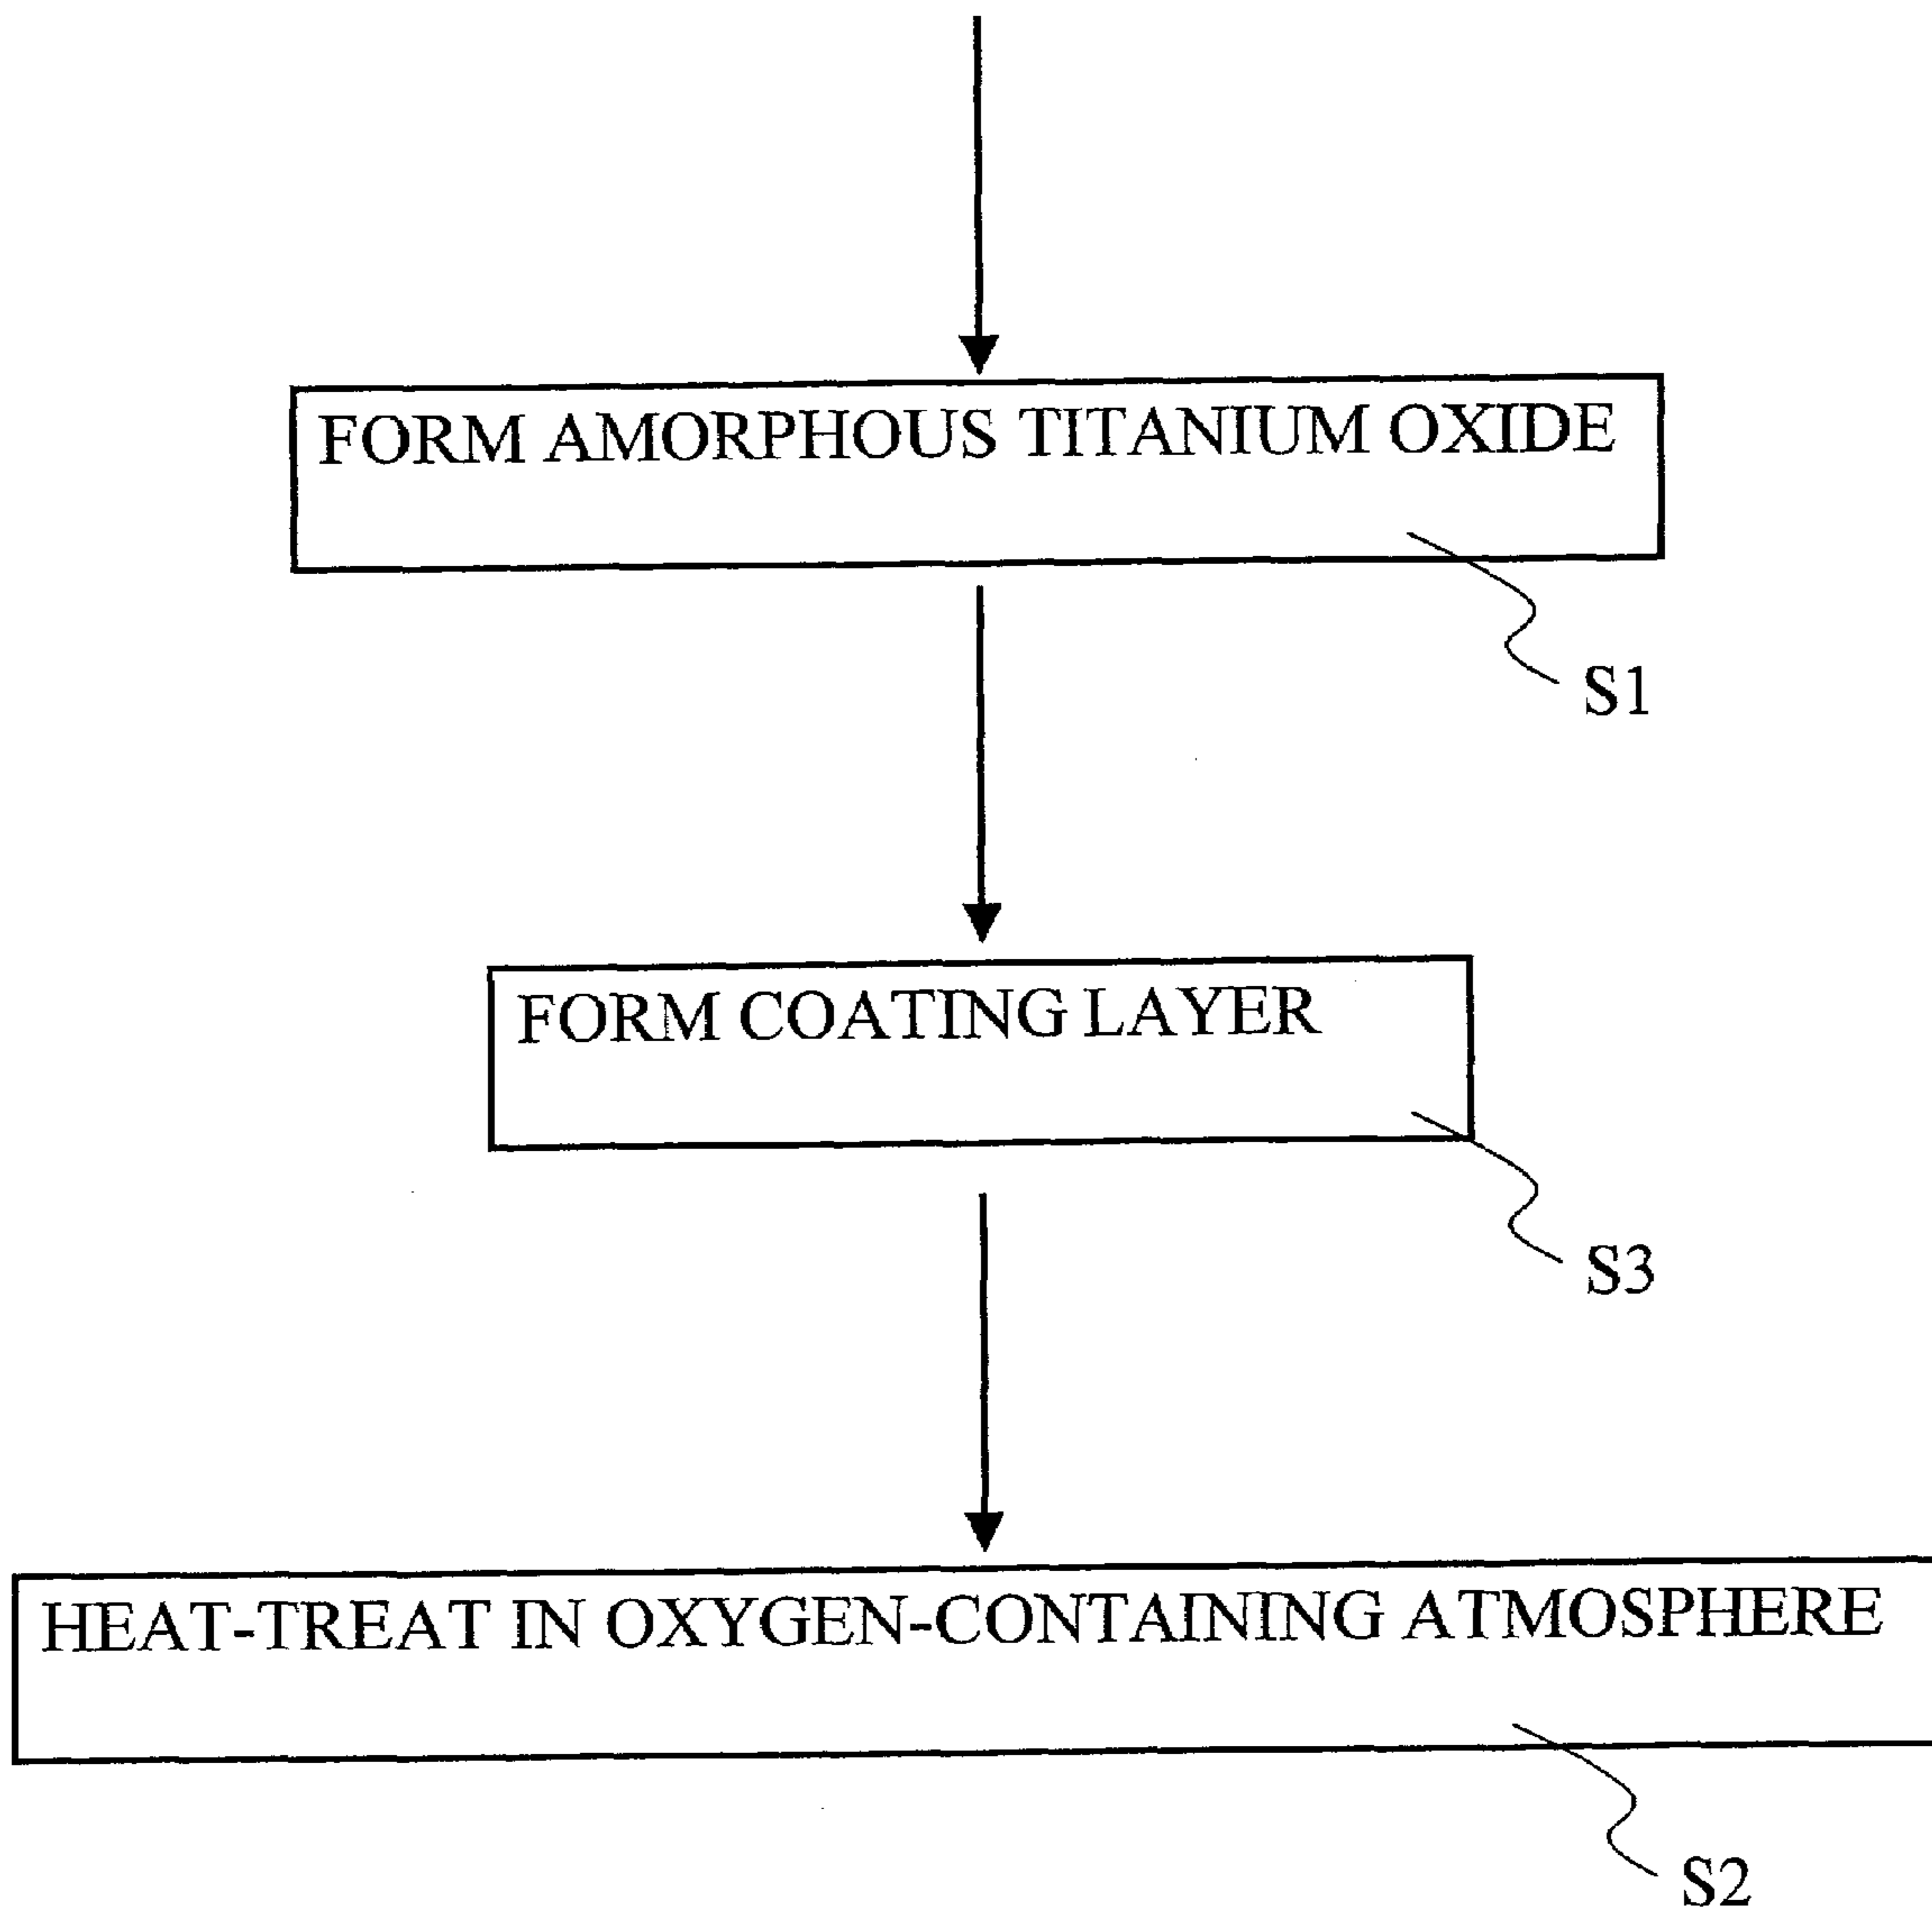 FORM AMORPHOUS TITANIUM OXIDE
S1
FORM COATING LAYER
S3
HEAT-TREAT IN OXYGEN-CONTAINING ATMOSPHERE
S2